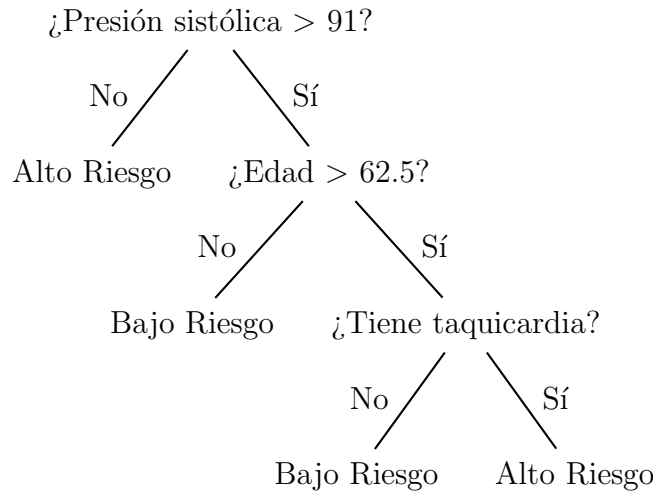 ¿Presión sistólica > 91?
No
Sí
Alto Riesgo
¿Edad > 62.5?
No
Sí
Bajo Riesgo
¿Tiene taquicardia?
No
Sí
Bajo Riesgo
Alto Riesgo